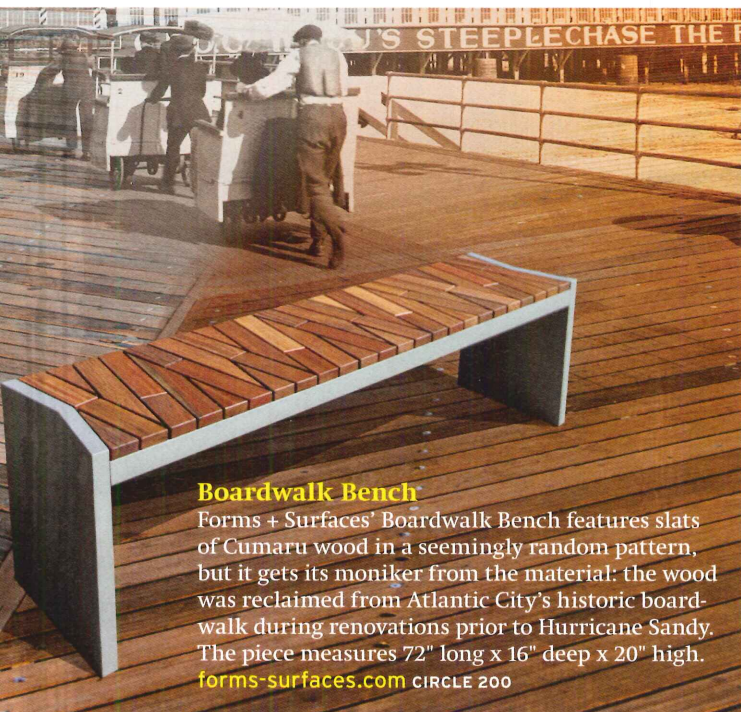 'S STEEPLECHASE THE
Boardwalk Bench
Forms + Surfaces’ Boardwalk Bench features slats
of Cumaru wood in a seemingly random pattern,
but it gets its moniker from the material: the wood
was reclaimed from Atlantic City’s historic board-
walk during renovations prior to Hurricane Sandy.
The piece measures 72" long x 16" deep x 20" high.
forms-surfaces.com CIRCLE 200